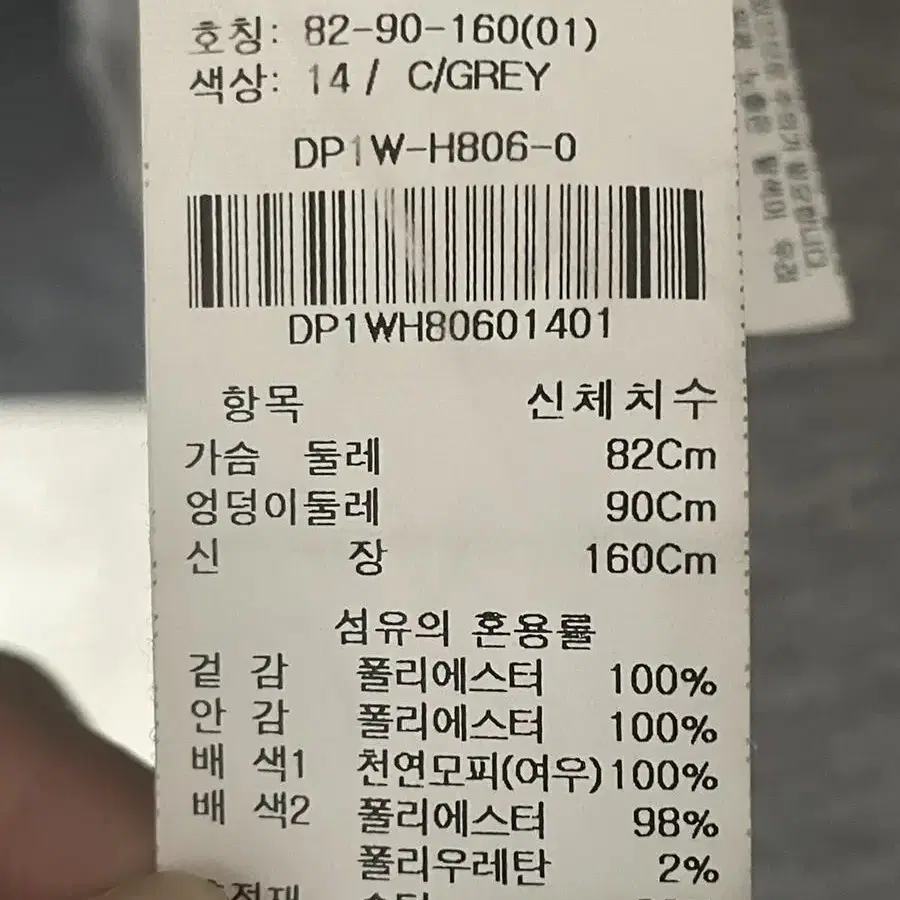 호칭: 82-90-160(01)
색상: 14 / C/GREY
DP1W-H806-0
DP1WH80601401
항목 신체치수
가슴 둘레 82Cm
엉덩이둘레 90Cm
신 장 160Cm
섬유의 혼용률
겉 감 폴리에스터 100%
안 감 폴리에스터 100%
배 색1 천연모피(여우) 100%
배 색2 폴리에스터 98%
폴리우레탄 2%